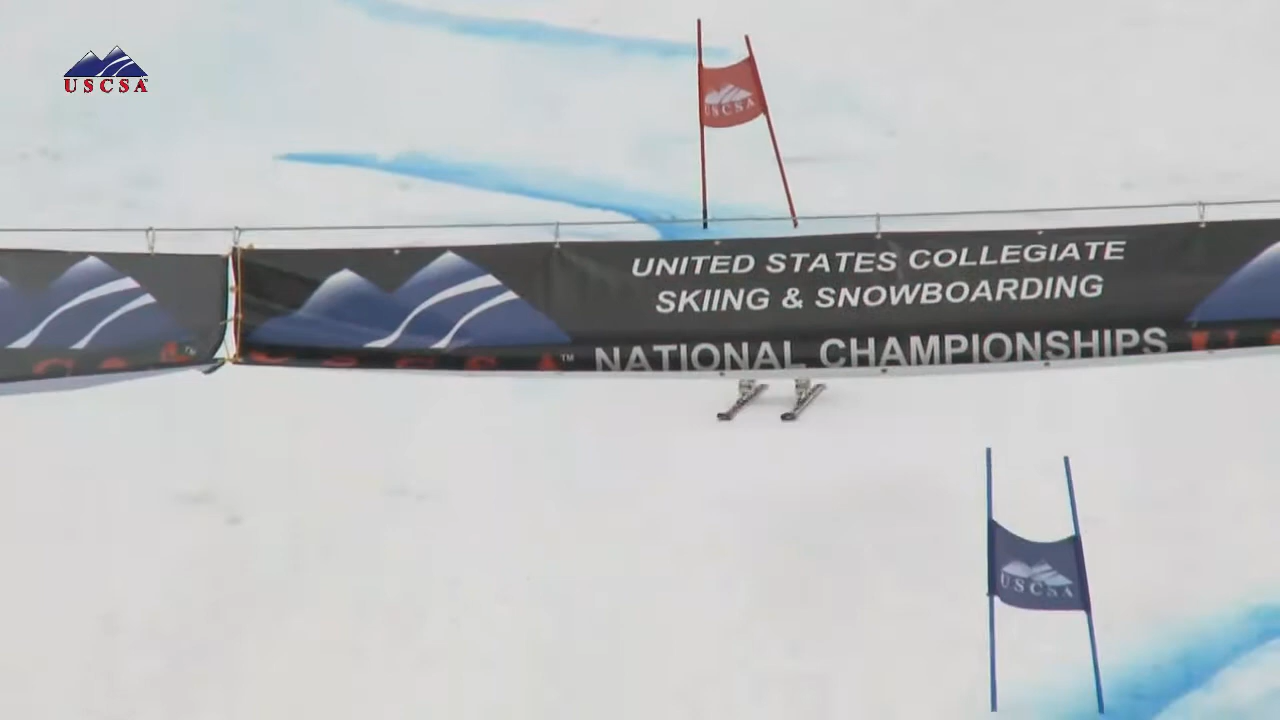 USCSA
USCSA
UNITED STATES COLLEGIATE
SKIING & SNOWBOARDING
NATIONAL CHAMPIONSHIPS
USCSA